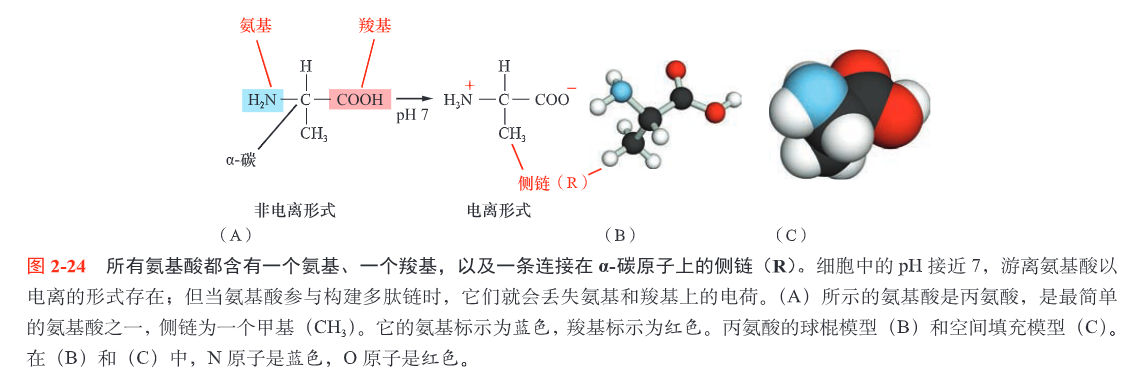 氨基 羧基
H H
H₂N — C — COOH pH 7 H₃N⁺ — C — COO⁻
CH₃ CH₃
α-碳
侧链（R）
非电离形式 电离形式
（A） （B） （C）
图 2-24 所有氨基酸都含有一个氨基、一个羧基，以及一条连接在 α-碳原子上的侧链（R）。细胞中的 pH 接近 7，游离氨基酸以
电离的形式存在；但当氨基酸参与构建多肽链时，它们就会丢失氨基和羧基上的电荷。（A）所示的氨基酸是丙氨酸，是最简单
的氨基酸之一，侧链为一个甲基（CH₃）。它的氨基标示为蓝色，羧基标示为红色。丙氨酸的球棍模型（B）和空间填充模型（C）。
在（B）和（C）中，N 原子是蓝色，O 原子是红色。